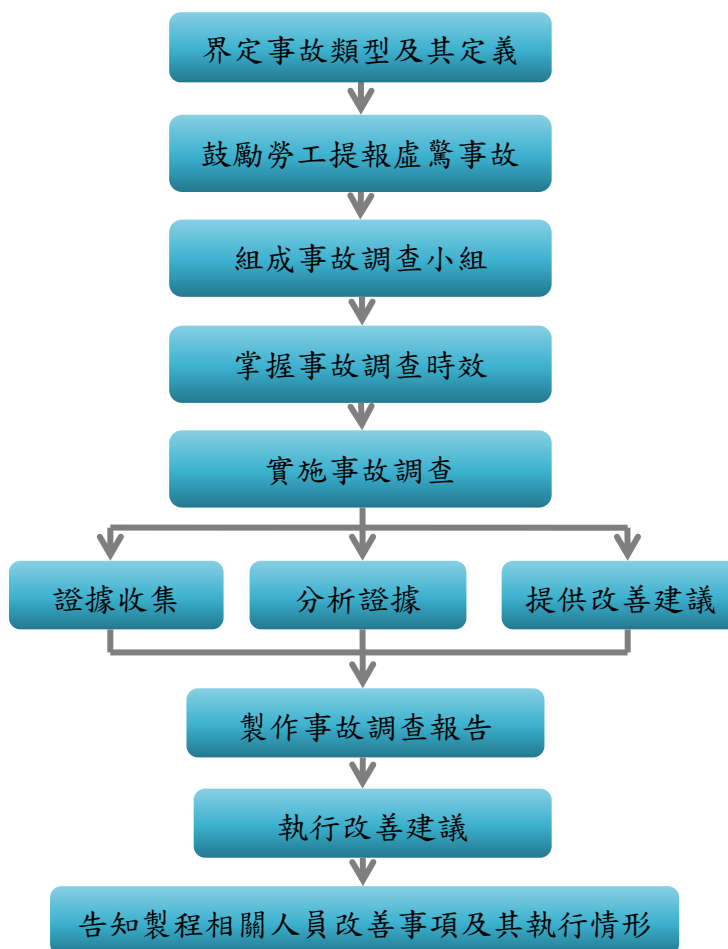 界定事故類型及其定義
鼓勵勞工提報虛驚事故
組成事故調查小組
掌握事故調查時效
實施事故調查
證據收集
分析證據
提供改善建議
製作事故調查報告
執行改善建議
告知製程相關人員改善事項及其執行情形